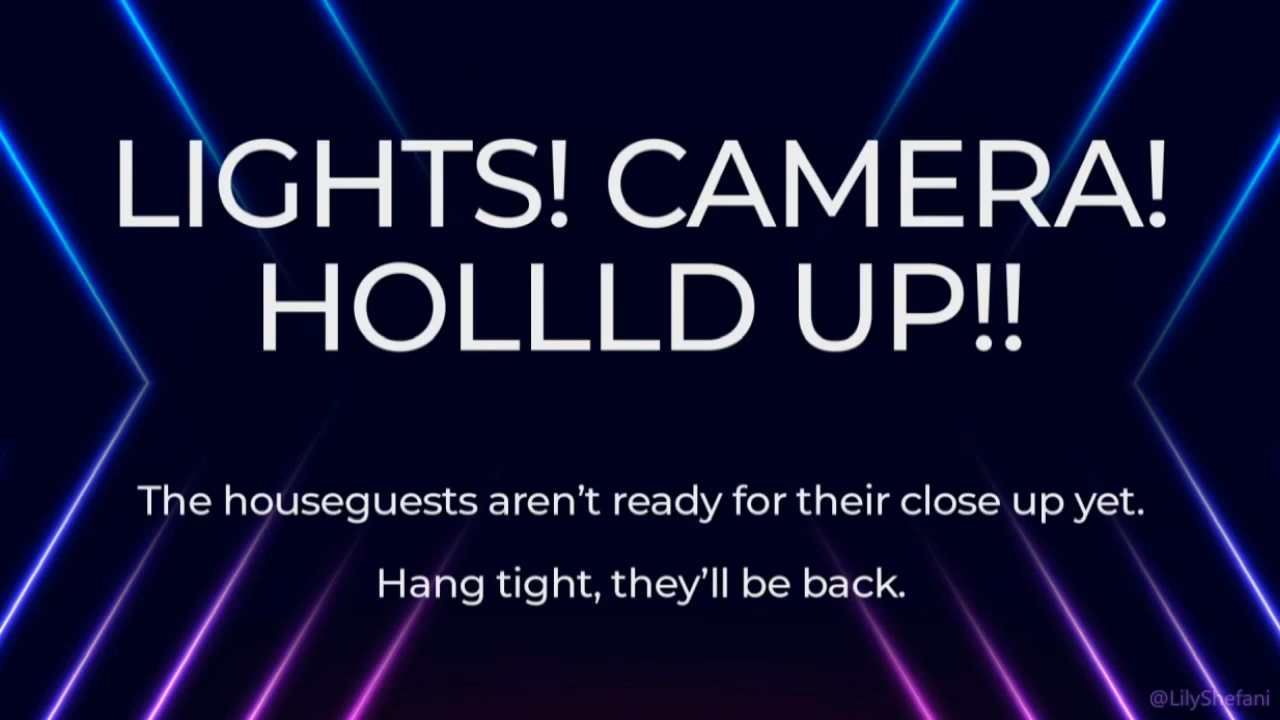 LIGHTS! CAMERA!
HOLLLD UP!!
The houseguests aren’t ready for their close up yet.
Hang tight, they’ll be back.
@LilyShefani